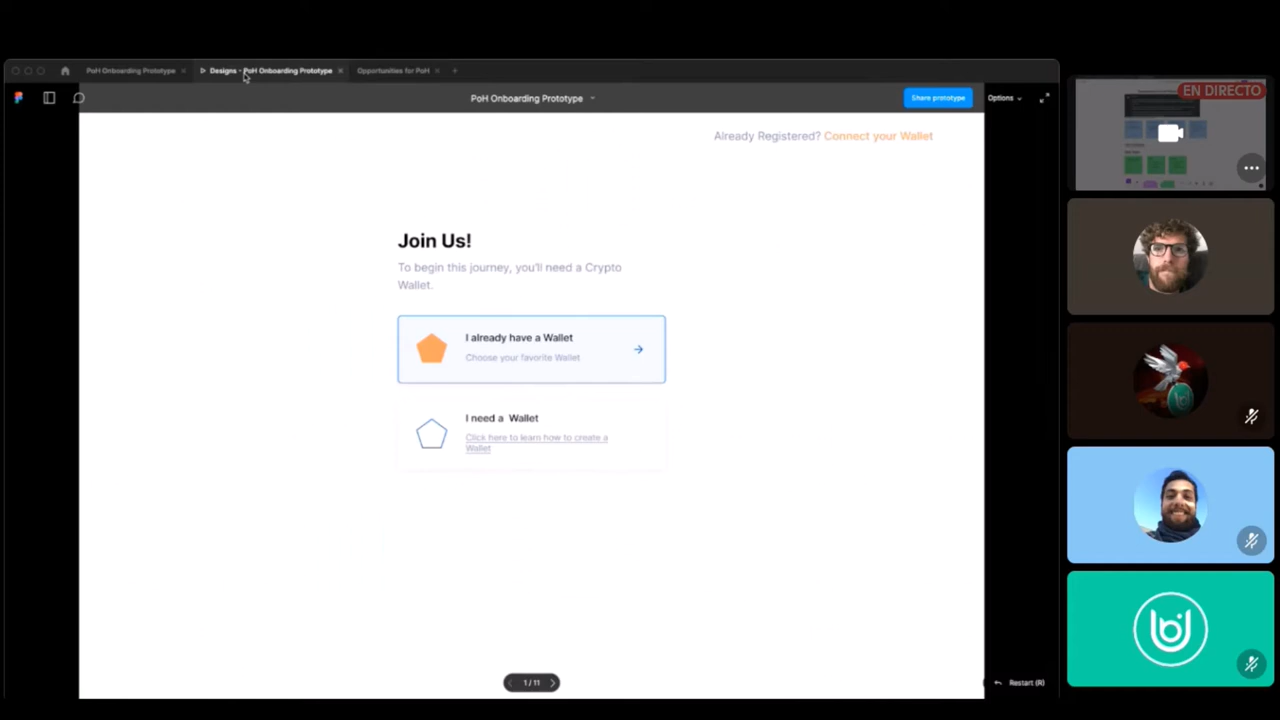 PoH Onboarding Prototype
Designs - PoH Onboarding Prototype
Opportunities for PoH
PoH Onboarding Prototype
Share prototype
Options
EN DIRECTO
Already Registered? Connect your Wallet
Join Us!
To begin this journey, you'll need a Crypto
Wallet.
I already have a Wallet
Choose your favorite Wallet
I need a Wallet
Click here to learn how to create a
Wallet
1 / 11
Restart (R)